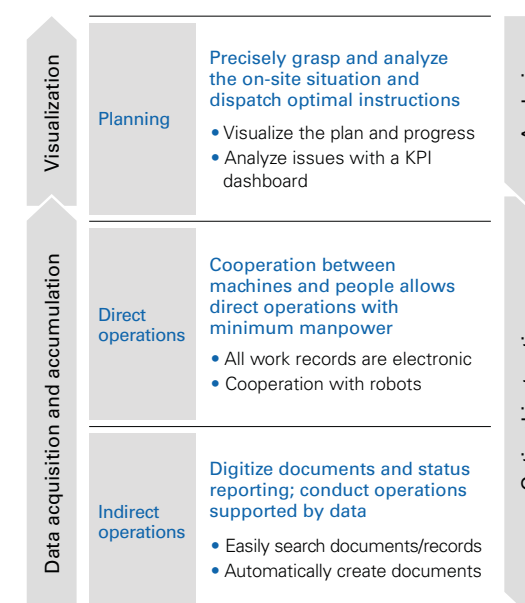 Visualization
Planning
Precisely grasp and analyze
the on-site situation and
dispatch optimal instructions
• Visualize the plan and progress
• Analyze issues with a KPI
dashboard
Data acquisition and accumulation
Direct
operations
Cooperation between
machines and people allows
direct operations with
minimum manpower
• All work records are electronic
• Cooperation with robots
Indirect
operations
Digitize documents and status
reporting; conduct operations
supported by data
• Easily search documents/records
• Automatically create documents